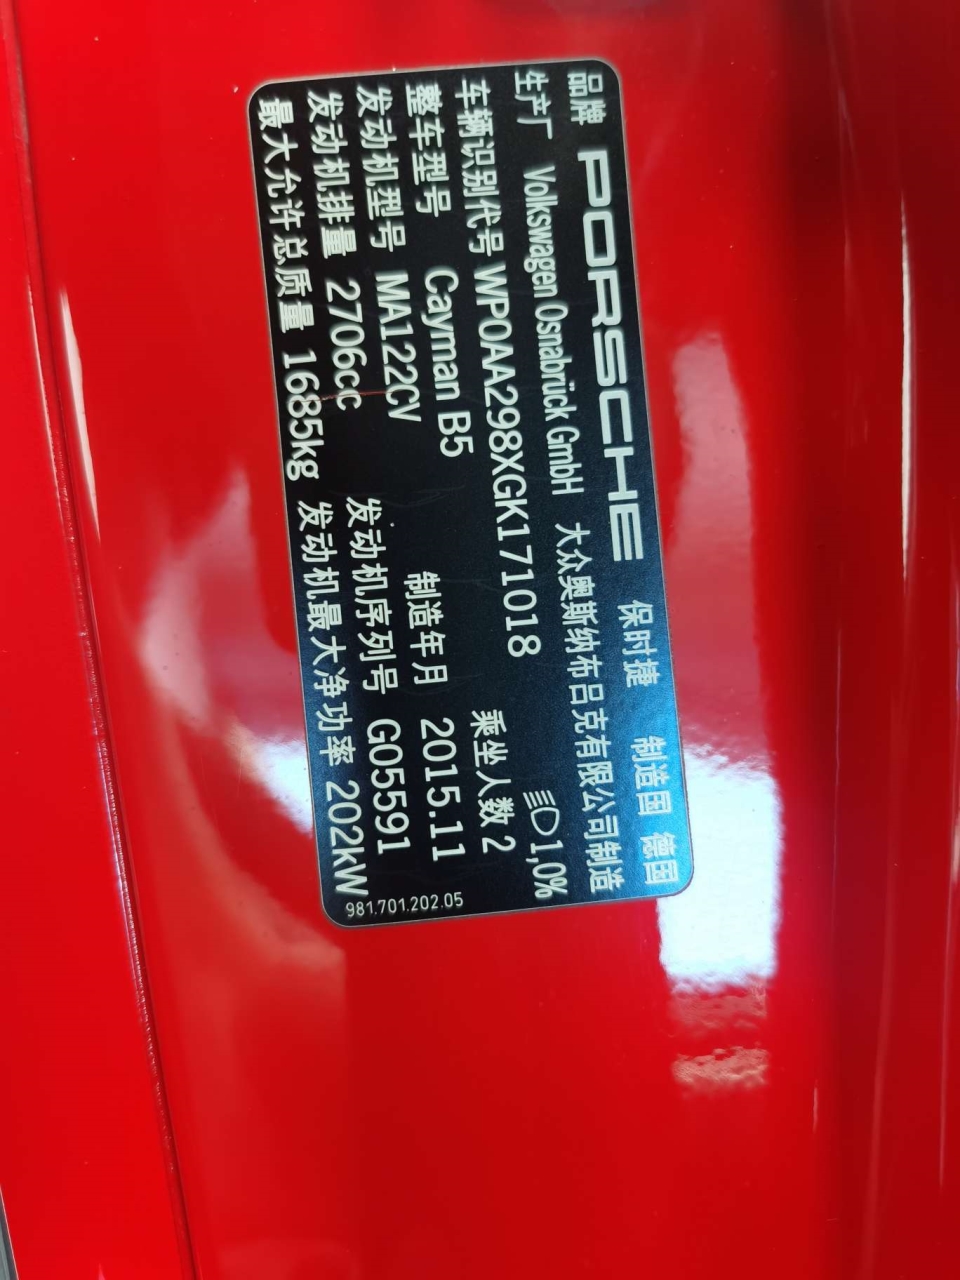 品牌 PORSCHE 保时捷 制造国 德国
生产厂 Volkswagen Osnabrück GmbH 大众奥斯纳布吕克有限公司制造
1,0%
车辆识别代号 WP0AA298XGK171018 乘坐人数 2
整车型号 Cayman B5 制造年月 2015.11
发动机型号 MA122CV 发动机序列号 G05591
发动机排量 2706cc 发动机最大净功率 202kW
最大允许总质量 1685kg
981.701.202.05